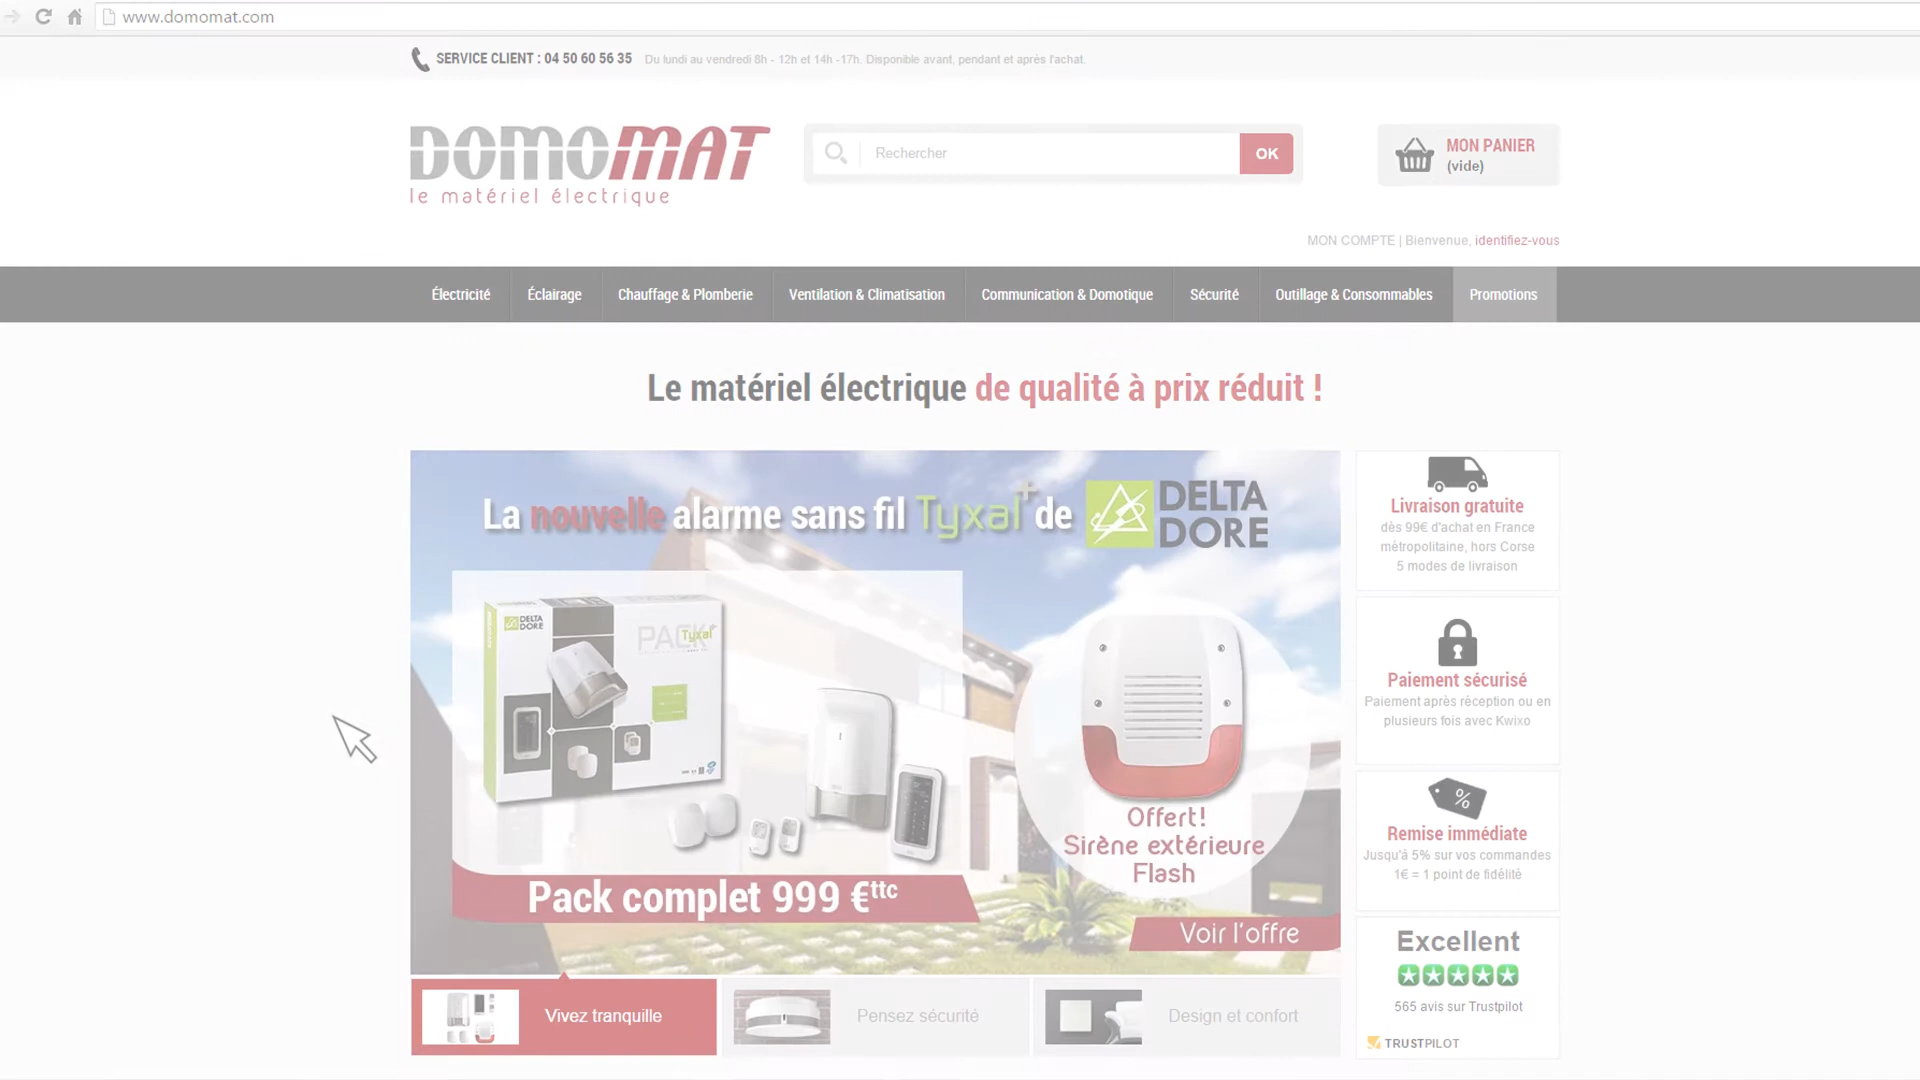 www.domomat.com
SERVICE CLIENT : 04 50 60 56 35 Du lundi au vendredi 8h - 12h et 14h -17h. Disponible avant, pendant et après l'achat.
DOMOMAT
le matériel électrique
Rechercher
OK
MON PANIER
(vide)
MON COMPTE | Bienvenue, identifiez-vous
Électricité
Éclairage
Chauffage & Plomberie
Ventilation & Climatisation
Communication & Domotique
Sécurité
Outillage & Consommables
Promotions
Le matériel électrique de qualité à prix réduit !
La nouvelle alarme sans fil Tyxal+ de DELTA DORE
DELTA DORE
PACK Tyxal+
Offert!
Sirène extérieure
Flash
Pack complet 999 €ttc
Voir l'offre
Vivez tranquille
Pensez sécurité
Design et confort
Livraison gratuite
dès 99€ d'achat en France
métropolitaine, hors Corse
5 modes de livraison
Paiement sécurisé
Paiement après réception ou en
plusieurs fois avec Kwixo
%
Remise immédiate
Jusqu'à 5% sur vos commandes
1€ = 1 point de fidélité
Excellent
565 avis sur Trustpilot
TRUSTPILOT